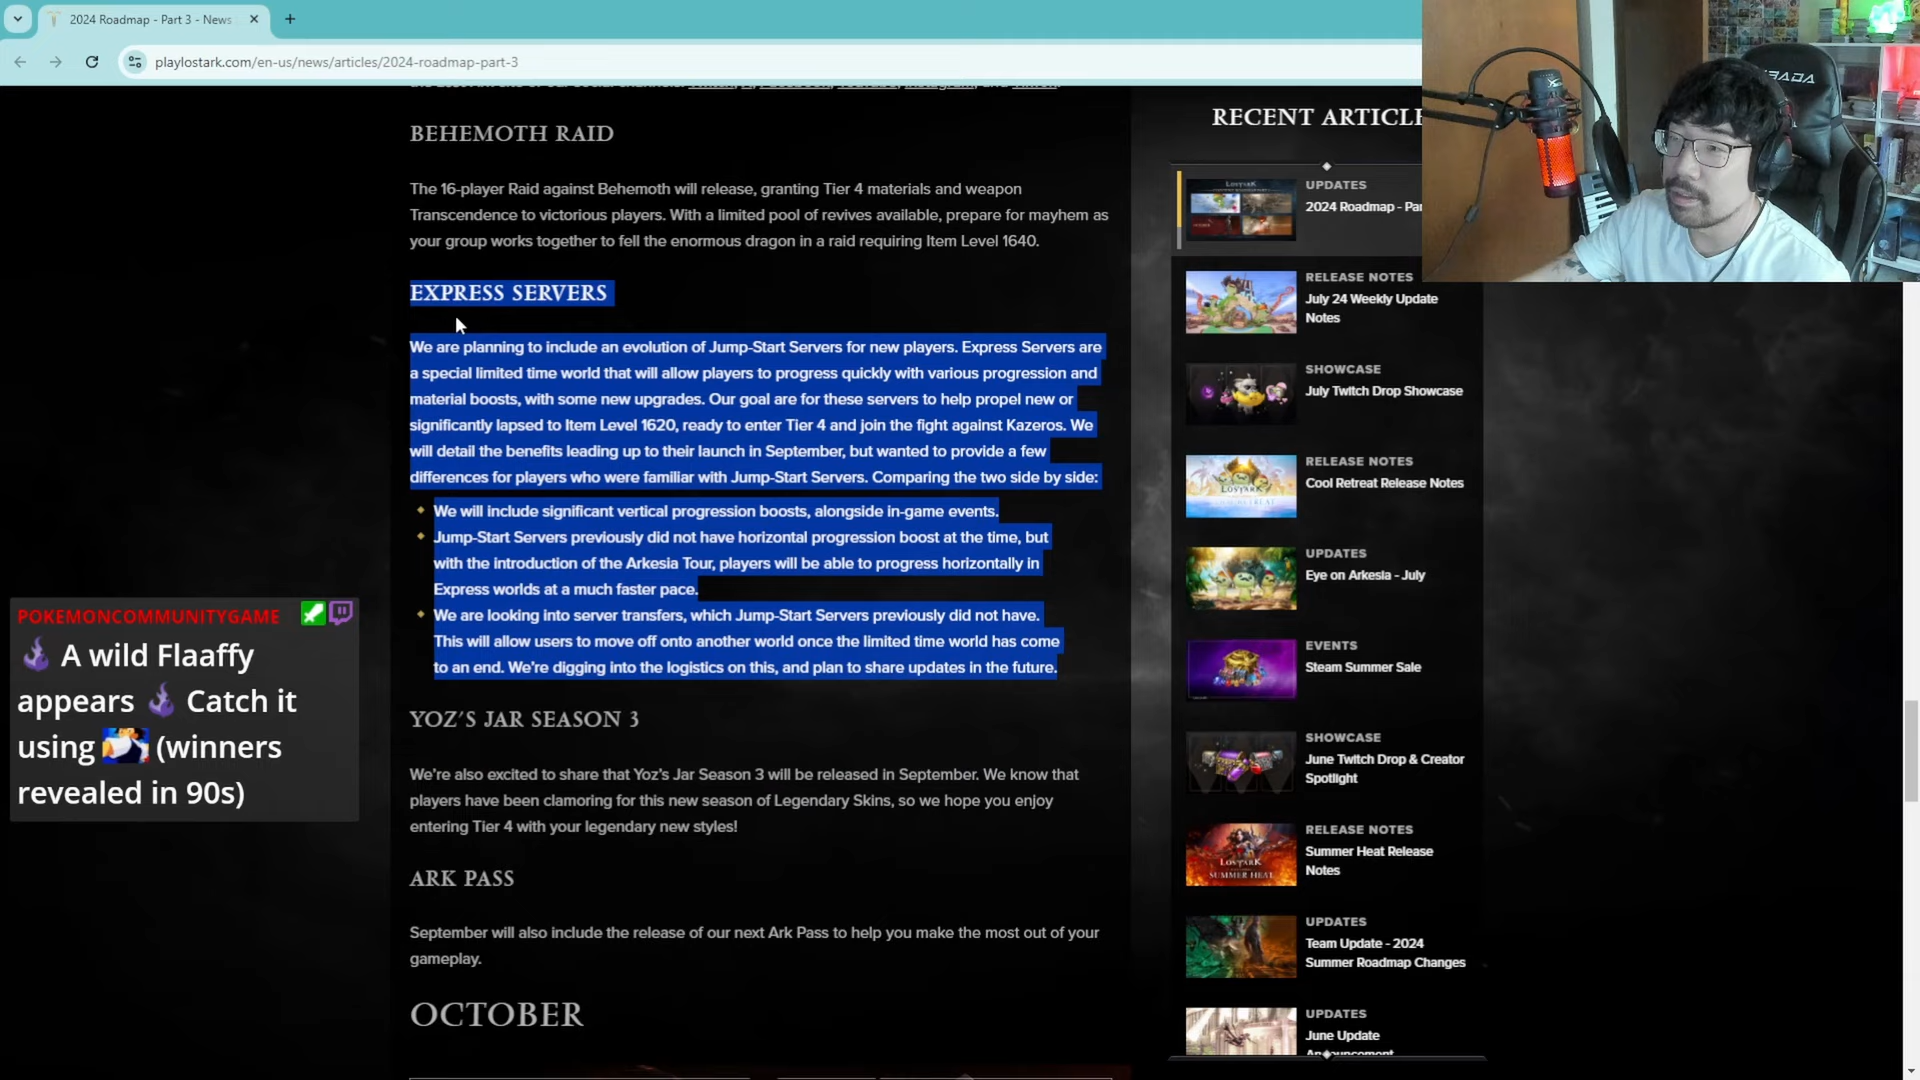 2024 Roadmap - Part 3 - News
playlostark.com/en-us/news/articles/2024-roadmap-part-3
BEHEMOTH RAID
The 16-player Raid against Behemoth will release, granting Tier 4 materials and weapon
Transcendence to victorious players. With a limited pool of revives available, prepare for mayhem as
your group works together to fell the enormous dragon in a raid requiring Item Level 1640.
EXPRESS SERVERS
We are planning to include an evolution of Jump-Start Servers for new players. Express Servers are
a special limited time world that will allow players to progress quickly with various progression and
material boosts, with some new upgrades. Our goal are for these servers to help propel new or
significantly lapsed to Item Level 1620, ready to enter Tier 4 and join the fight against Kazeros. We
will detail the benefits leading up to their launch in September, but wanted to provide a few
differences for players who were familiar with Jump-Start Servers. Comparing the two side by side:
We will include significant vertical progression boosts, alongside in-game events.
Jump-Start Servers previously did not have horizontal progression boost at the time, but
with the introduction of the Arkesia Tour, players will be able to progress horizontally in
Express worlds at a much faster pace.
We are looking into server transfers, which Jump-Start Servers previously did not have.
This will allow users to move off onto another world once the limited time world has come
to an end. We're digging into the logistics on this, and plan to share updates in the future.
YOZ'S JAR SEASON 3
We're also excited to share that Yoz's Jar Season 3 will be released in September. We know that
players have been clamoring for this new season of Legendary Skins, so we hope you enjoy
entering Tier 4 with your legendary new styles!
ARK PASS
September will also include the release of our next Ark Pass to help you make the most out of your
gameplay.
OCTOBER
RECENT ARTICLE
UPDATES
2024 Roadmap - Par
RELEASE NOTES
July 24 Weekly Update
Notes
SHOWCASE
July Twitch Drop Showcase
RELEASE NOTES
Cool Retreat Release Notes
UPDATES
Eye on Arkesia - July
EVENTS
Steam Summer Sale
SHOWCASE
June Twitch Drop & Creator
Spotlight
RELEASE NOTES
Summer Heat Release
Notes
LOST ARK
SUMMER HEAT
UPDATES
Team Update - 2024
Summer Roadmap Changes
UPDATES
June Update
Announcement
POKEMONCOMMUNITYGAME
A wild Flaaffy
appears Catch it
using (winners
revealed in 90s)